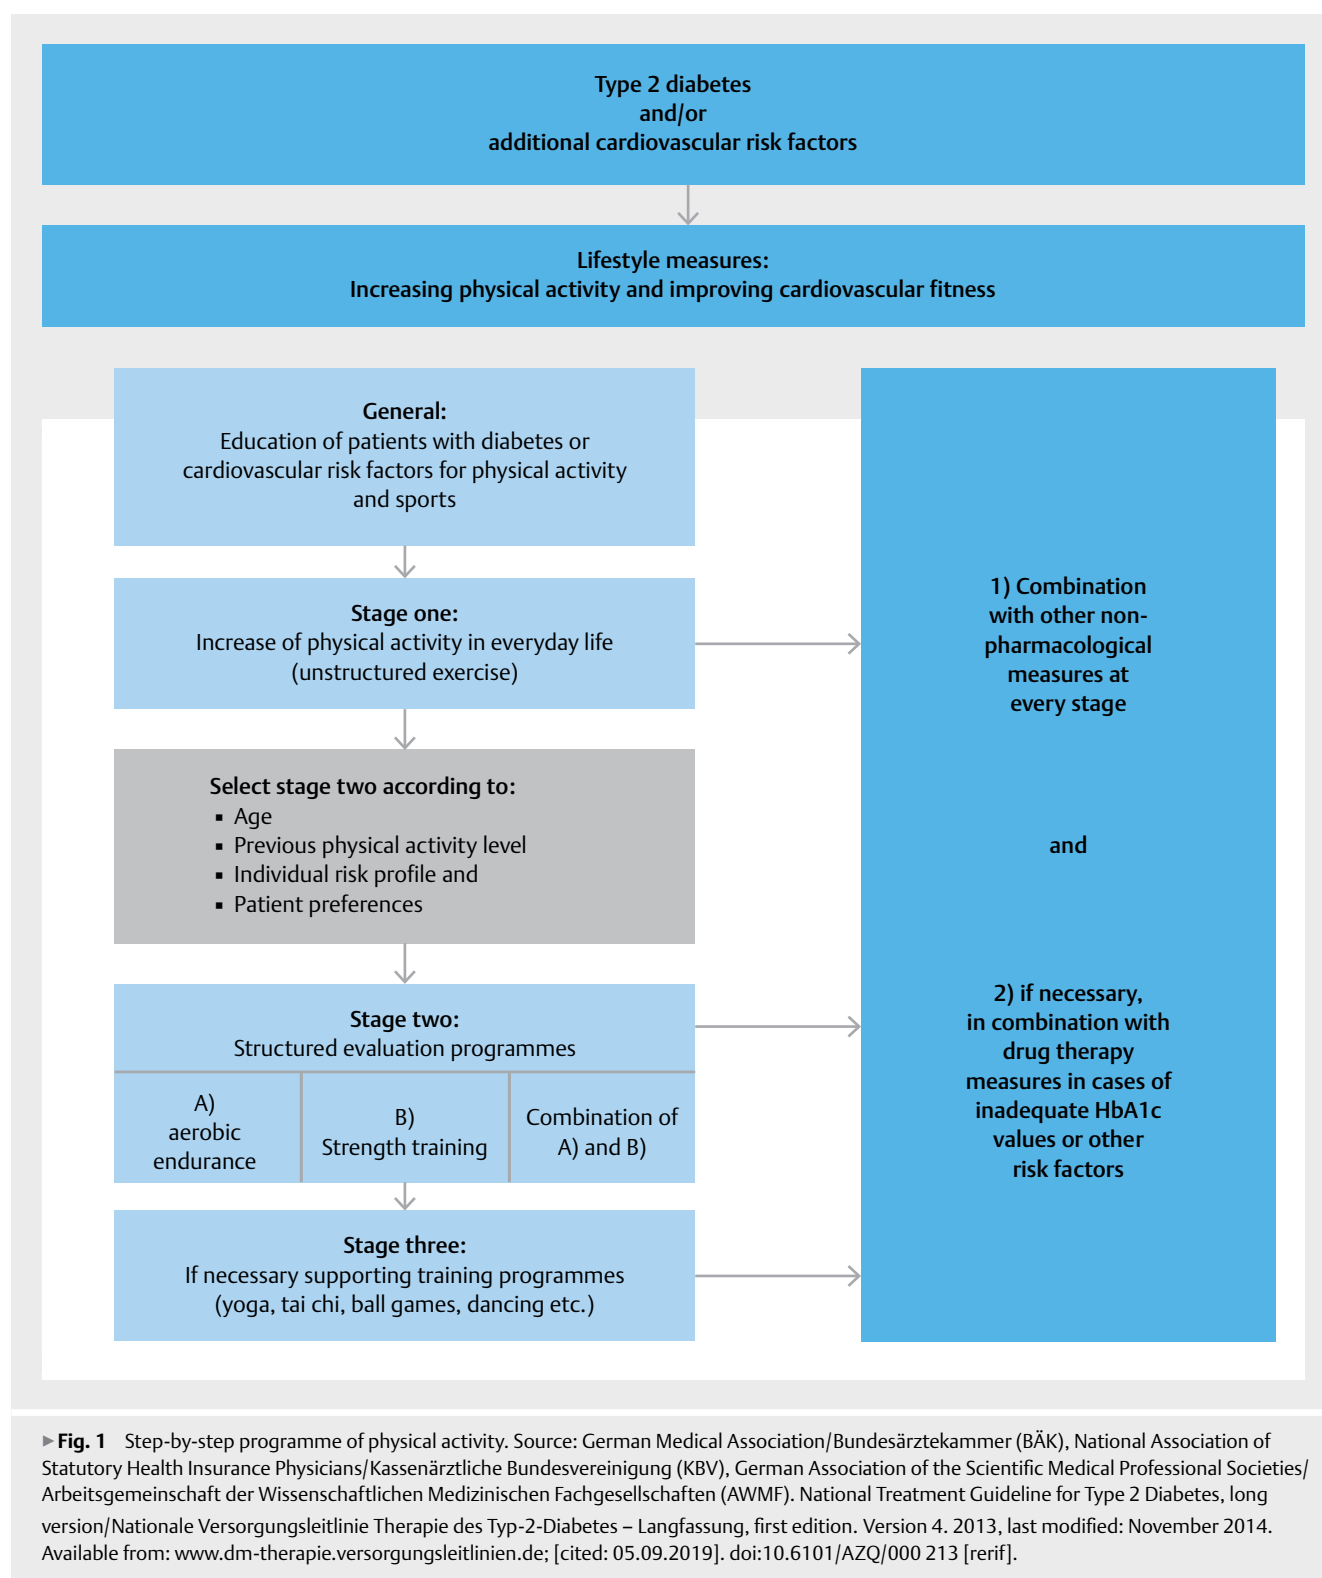 Type 2 diabetes
and/or
additional cardiovascular risk factors
Lifestyle measures:
Increasing physical activity and improving cardiovascular fitness
General:
Education of patients with diabetes or
cardiovascular risk factors for physical activity
and sports
Stage one:
Increase of physical activity in everyday life
(unstructured exercise)
Select stage two according to:
▪ Age
▪ Previous physical activity level
▪ Individual risk profile and
▪ Patient preferences
Stage two:
Structured evaluation programmes
A)
aerobic
endurance
B)
Strength training
Combination of
A) and B)
Stage three:
If necessary supporting training programmes
(yoga, tai chi, ball games, dancing etc.)
1) Combination
with other non-
pharmacological
measures at
every stage
and
2) if necessary,
in combination with
drug therapy
measures in cases of
inadequate HbA1c
values or other
risk factors
▶ Fig. 1 Step-by-step programme of physical activity. Source: German Medical Association/Bundesärztekammer (BÄK), National Association of
Statutory Health Insurance Physicians/Kassenärztliche Bundesvereinigung (KBV), German Association of the Scientific Medical Professional Societies/
Arbeitsgemeinschaft der Wissenschaftlichen Medizinischen Fachgesellschaften (AWMF). National Treatment Guideline for Type 2 Diabetes, long
version/Nationale Versorgungsleitlinie Therapie des Typ-2-Diabetes – Langfassung, first edition. Version 4. 2013, last modified: November 2014.
Available from: www.dm-therapie.versorgungsleitlinien.de; [cited: 05.09.2019]. doi:10.6101/AZQ/000 213 [rerif].